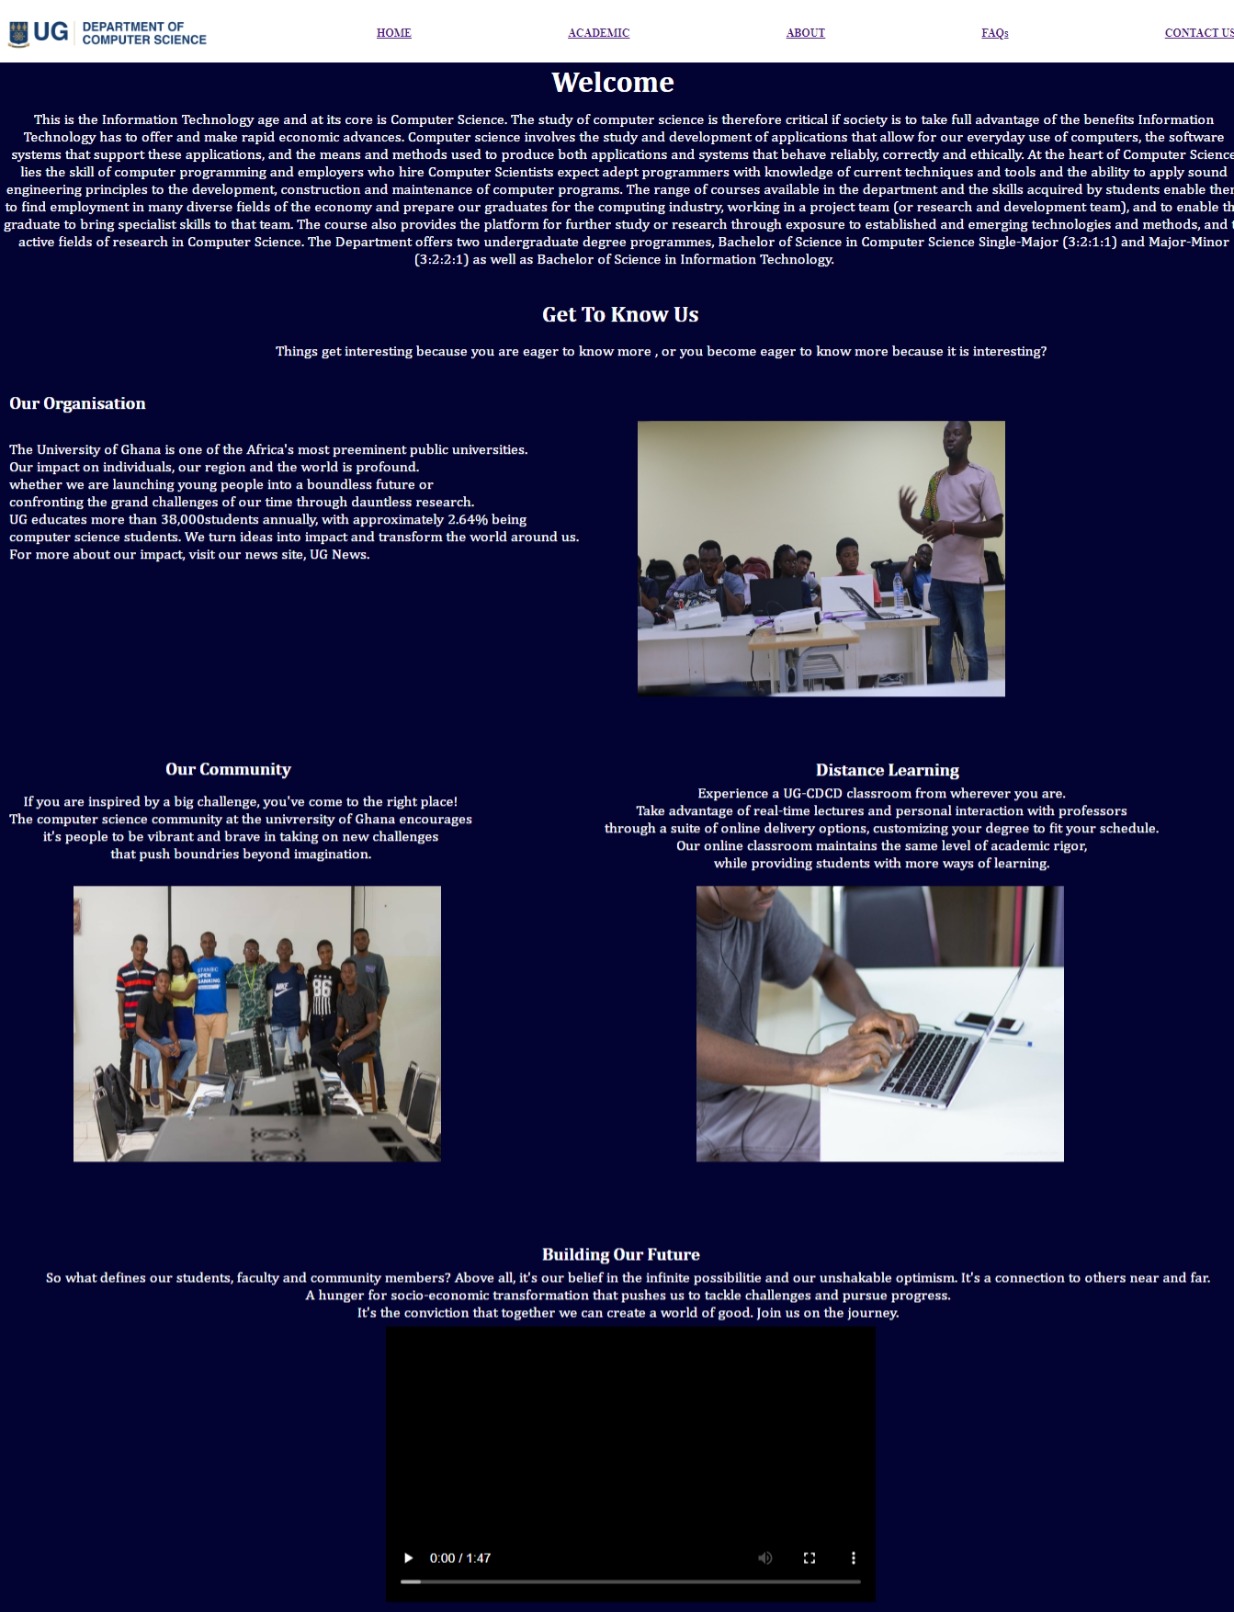 UG DEPARTMENT OF
COMPUTER SCIENCE
HOME ACADEMIC ABOUT FAQs CONTACT US
Welcome
This is the Information Technology age and at its core is Computer Science. The study of computer science is therefore critical if society is to take full advantage of the benefits Information
Technology has to offer and make rapid economic advances. Computer science involves the study and development of applications that allow for our everyday use of computers, the software
systems that support these applications, and the means and methods used to produce both applications and systems that behave reliably, correctly and ethically. At the heart of Computer Science
lies the skill of computer programming and employers who hire Computer Scientists expect adept programmers with knowledge of current techniques and tools and the ability to apply sound
engineering principles to the development, construction and maintenance of computer programs. The range of courses available in the department and the skills acquired by students enable
to find employment in many diverse fields of the economy and prepare our graduates for the computing industry, working in a project team (or research and development team), and to enable
graduate to bring specialist skills to that team. The course also provides the platform for further study or research through exposure to established and emerging technologies and methods, and
active fields of research in Computer Science. The Department offers two undergraduate degree programmes, Bachelor of Science in Computer Science Single-Major (3:2:1:1) and Major-Minor
(3:2:2:1) as well as Bachelor of Science in Information Technology.
Get To Know Us
Things get interesting because you are eager to know more , or you become eager to know more because it is interesting?
Our Organisation
The University of Ghana is one of the Africa's most preeminent public universities.
Our impact on individuals, our region and the world is profound.
whether we are launching young people into a boundless future or
confronting the grand challenges of our time through dauntless research.
UG educates more than 38,000students annually, with approximately 2.64% being
computer science students. We turn ideas into impact and transform the world around us.
For more about our impact, visit our news site, UG News.
Our Community
If you are inspired by a big challenge, you've come to the right place!
The computer science community at the univrersity of Ghana encourages
it's people to be vibrant and brave in taking on new challenges
that push boundries beyond imagination.
Distance Learning
Experience a UG-CDCD classroom from wherever you are.
Take advantage of real-time lectures and personal interaction with professors
through a suite of online delivery options, customizing your degree to fit your schedule.
Our online classroom maintains the same level of academic rigor,
while providing students with more ways of learning.
86
Building Our Future
So what defines our students, faculty and community members? Above all, it's our belief in the infinite possibilitie and our unshakable optimism. It's a connection to others near and far.
A hunger for socio-economic transformation that pushes us to tackle challenges and pursue progress.
It's the conviction that together we can create a world of good. Join us on the journey.
0:00 / 1:47